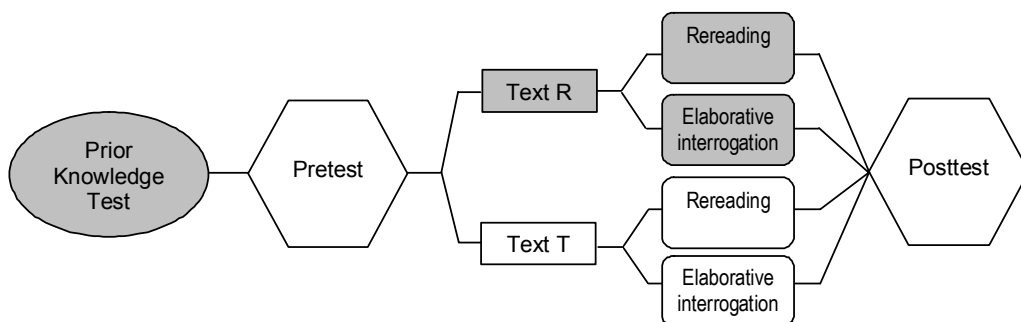 Prior
Knowledge
Test
Pretest
Text R
Rereading
Elaborative
interrogation
Text T
Rereading
Elaborative
interrogation
Posttest